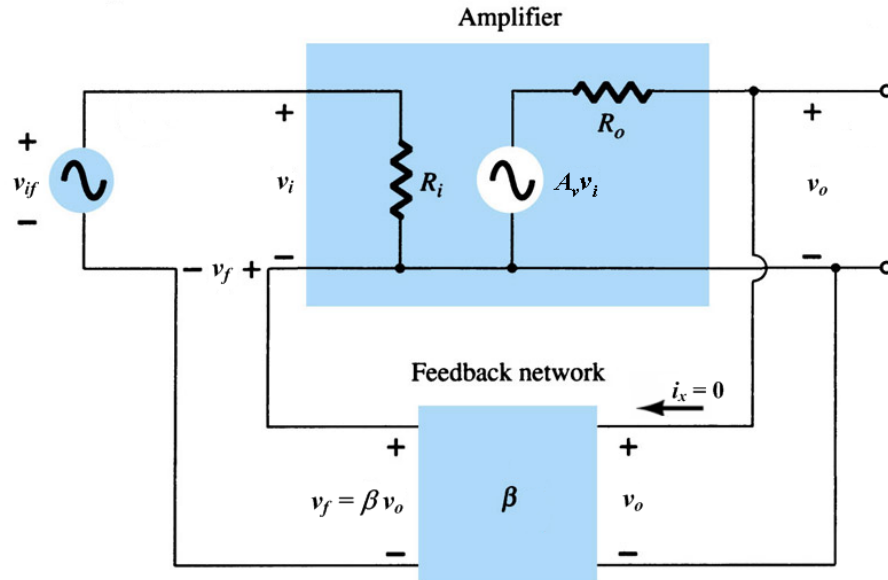 Amplifier
+
R_o
+
+
v_if
v_i
R_i
A_v v_i
v_o
−
−
−
− v_f +
Feedback network
i_x = 0
+
+
v_f = β v_o
β
v_o
−
−